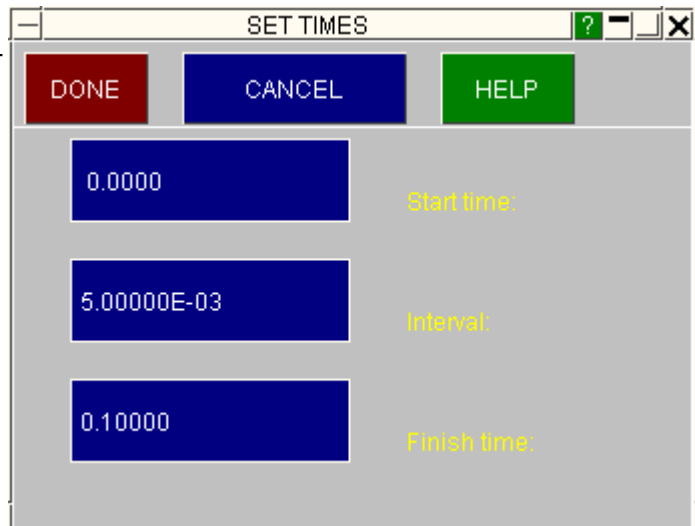 SET TIMES ?
DONE CANCEL HELP
0.0000 Start time:
5.00000E-03 Interval:
0.10000 Finish time: